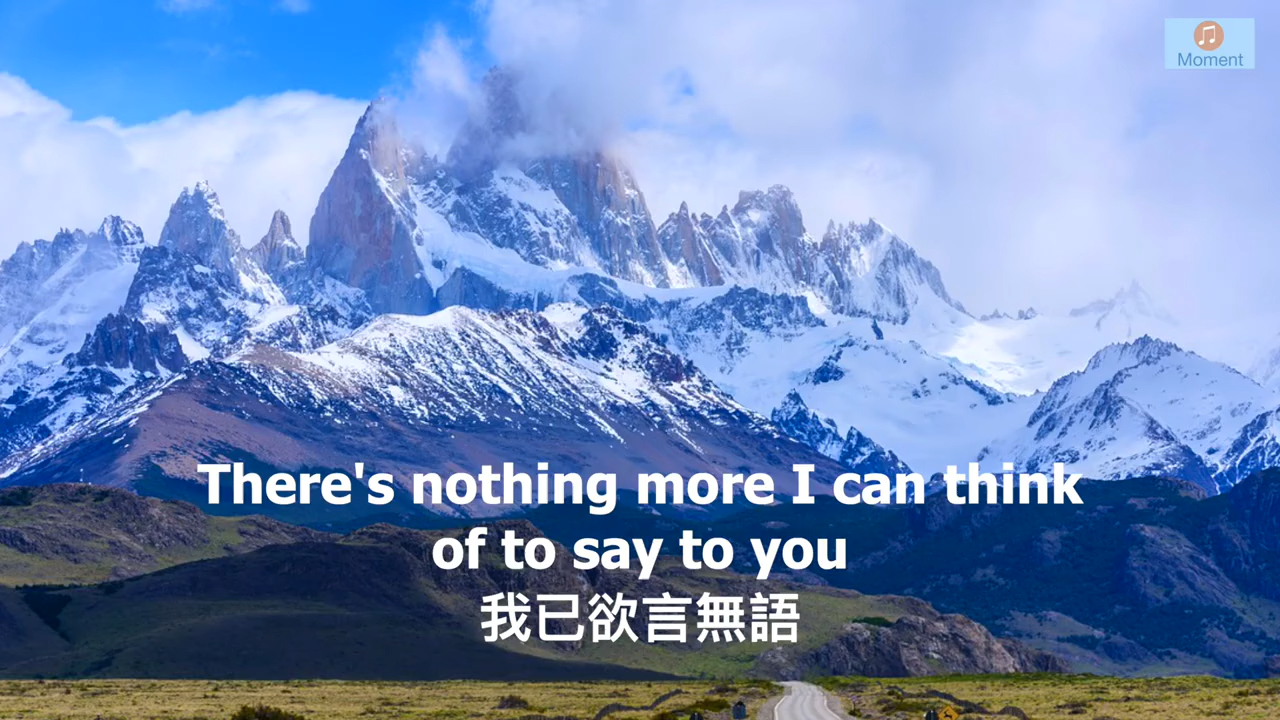 Moment
There's nothing more I can think
of to say to you
我已欲言無語